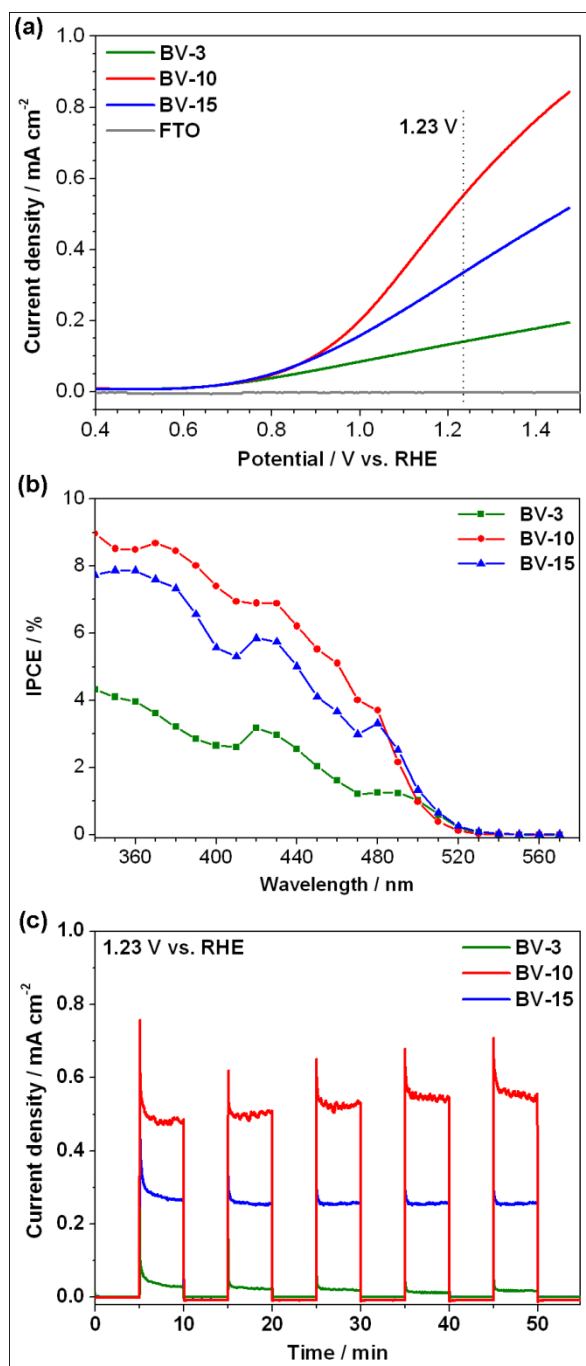 (a)
1.0
0.8
0.6
0.4
0.2
0.0
BV-3
BV-10
BV-15
FTO
1.23 V
Current density / mA cm⁻²
0.4 0.6 0.8 1.0 1.2 1.4
Potential / V vs. RHE
(b)
10
8
6
4
2
0
BV-3
BV-10
BV-15
IPCE / %
360 400 440 480 520 560
Wavelength / nm
(c)
1.0
0.8
0.6
0.4
0.2
0.0
1.23 V vs. RHE
BV-3
BV-10
BV-15
Current density / mA cm⁻²
0 10 20 30 40 50
Time / min